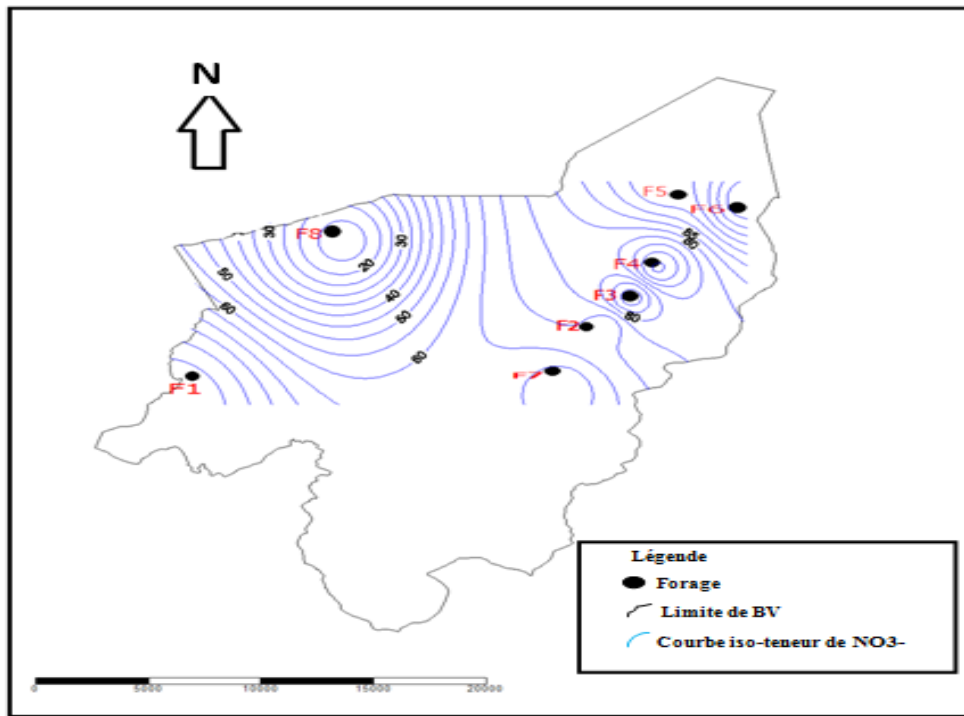 N
F5
F6
30
F8
30
F4
20
50
40
F3
60
50
F2
60
F7
F1
Légende
Forage
Limite de BV
Courbe iso-teneur de NO3-
0 5000 10000 15000 20000